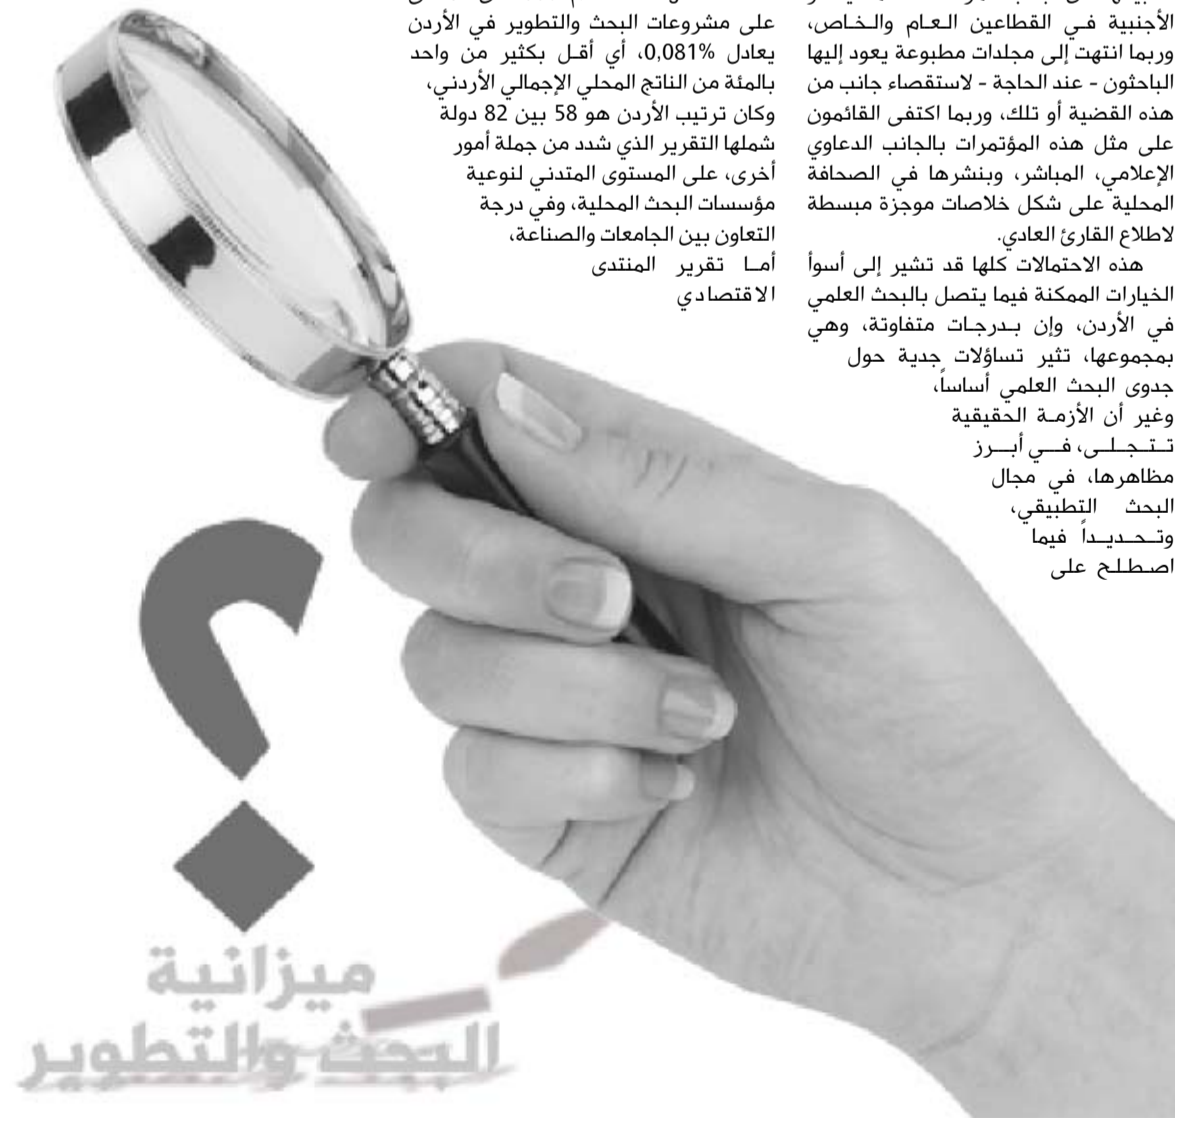 الأجنبية في القطاعين العام والخاص،
وربما انتهت إلى مجلدات مطبوعة يعود إليها
الباحثون - عند الحاجة - لاستقصاء جانب من
هذه القضية أو تلك، وربما اكتفى القائمون
على مثل هذه المؤتمرات بالجانب الدعاوي
الإعلامي، المباشر، وبنشرها في الصحافة
المحلية على شكل خلاصات موجزة مبسطة
لاطلاع القارئ العادي.
هذه الاحتمالات كلها قد تشير إلى أسوأ
الخيارات الممكنة فيما يتصل بالبحث العلمي
في الأردن، وإن بدرجات متفاوتة، وهي
بمجموعها، تثير تساؤلات جدية حول
جدوى البحث العلمي أساساً،
وغير أن الأزمة الحقيقية
تتجلى، في أبرز
مظاهرها، في مجال
البحث التطبيقي،
وتحديداً فيما
اصطلح على
على مشروعات البحث والتطوير في الأردن
يعادل 0,081%، أي أقل بكثير من واحد
بالمئة من الناتج المحلي الإجمالي الأردني،
وكان ترتيب الأردن هو 58 بين 82 دولة
شملها التقرير الذي شدد من جملة أمور
أخرى، على المستوى المتدني لنوعية
مؤسسات البحث المحلية، وفي درجة
التعاون بين الجامعات والصناعة،
أما تقرير المنتدى
الاقتصادي
؟
ميزانية
البحث والتطوير